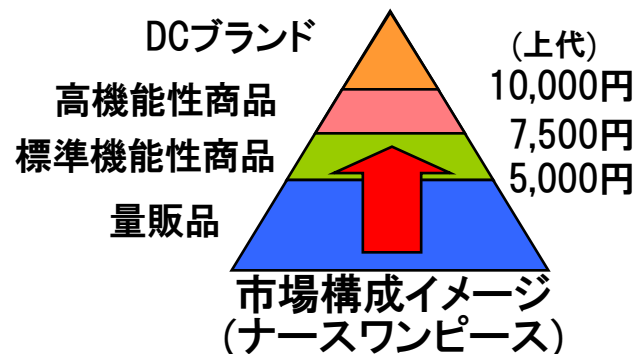 DCブランド
(上代)
10,000円
高機能性商品
7,500円
標準機能性商品
5,000円
量販品
市場構成イメージ
(ナースワンピース)